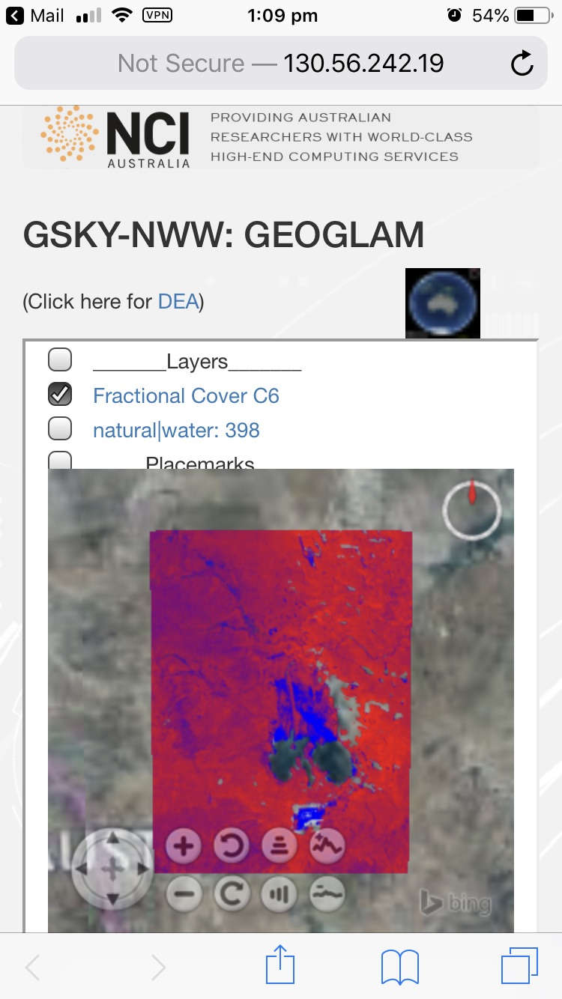 Mail VPN 1:09 pm 54%
Not Secure — 130.56.242.19
NCI
AUSTRALIA
PROVIDING AUSTRALIAN
RESEARCHERS WITH WORLD-CLASS
HIGH-END COMPUTING SERVICES
GSKY-NWW: GEOGLAM
(Click here for DEA)
_______Layers_______
Fractional Cover C6
natural|water: 398
Placemarks
bing